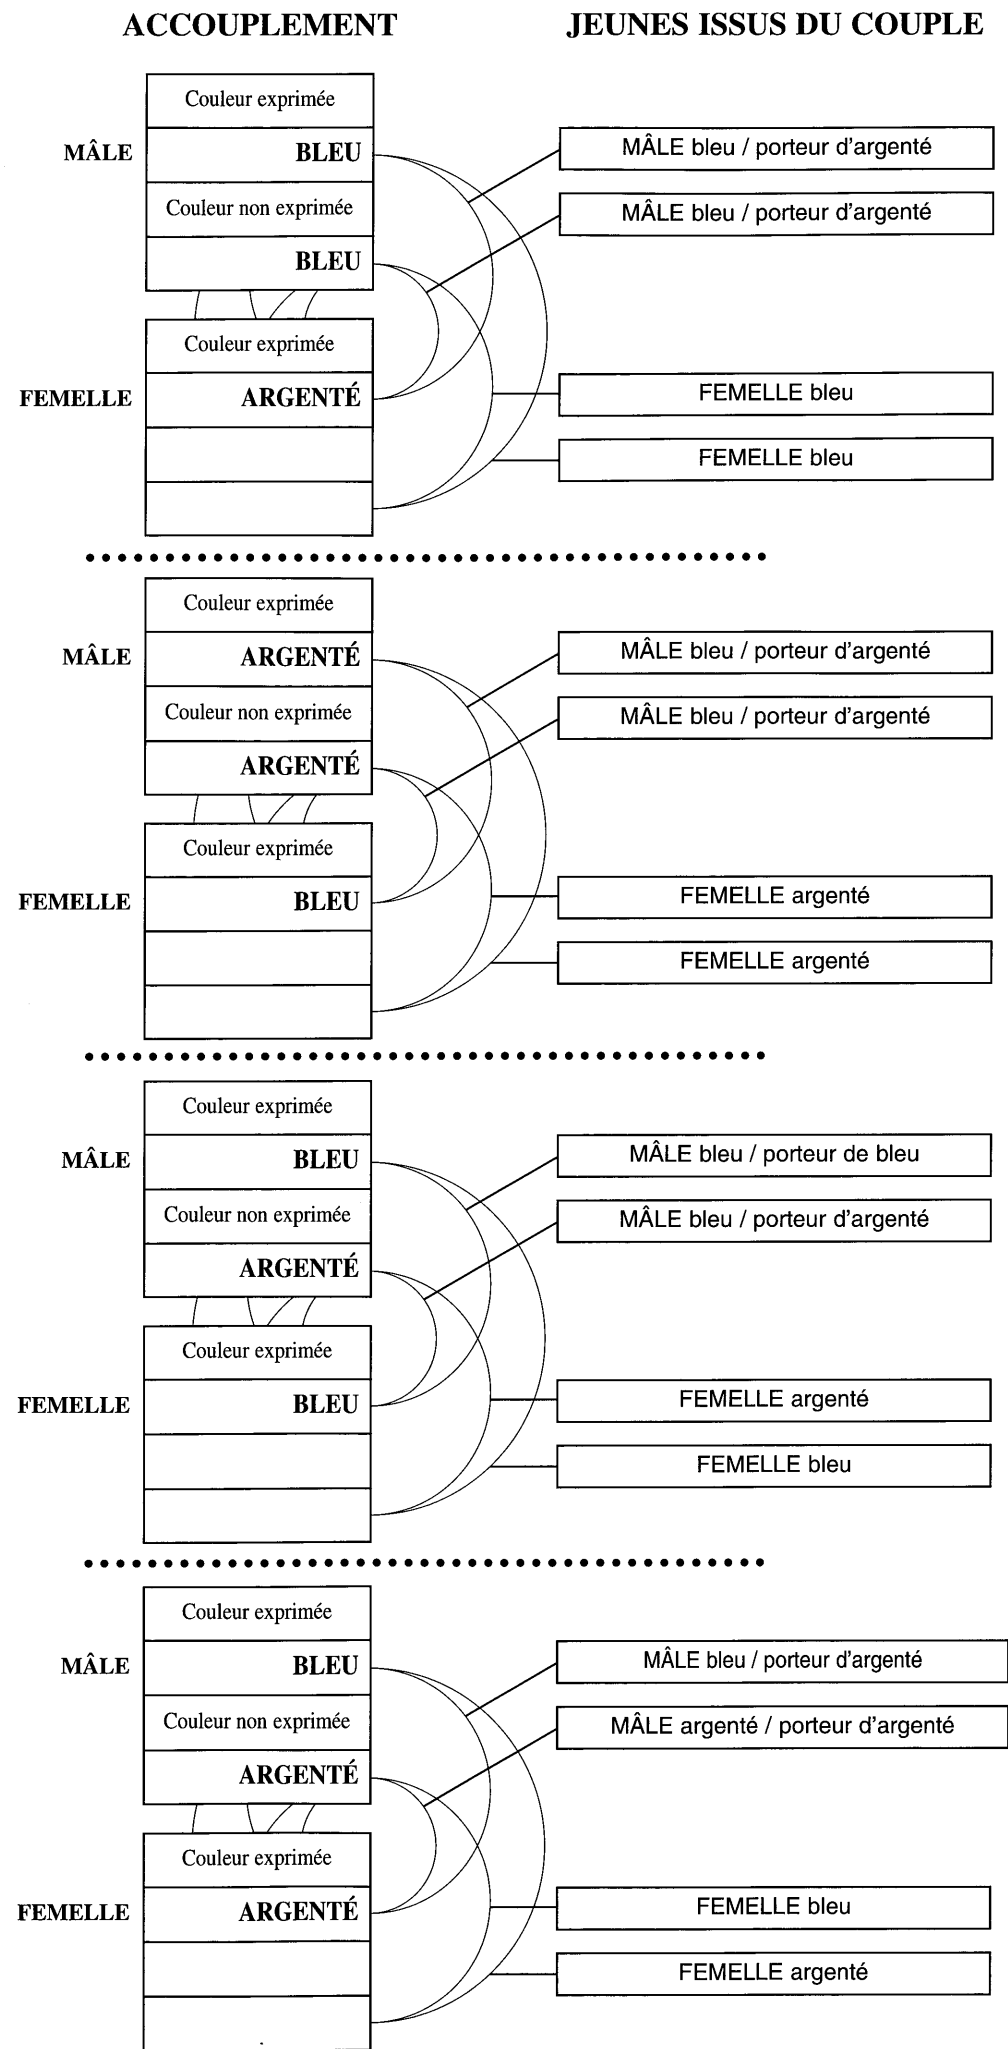 ACCOUPLEMENT JEUNES ISSUS DU COUPLE
Couleur exprimée
MÂLE BLEU MÂLE bleu / porteur d'argenté
Couleur non exprimée MÂLE bleu / porteur d'argenté
BLEU
Couleur exprimée
FEMELLE ARGENTÉ FEMELLE bleu
FEMELLE bleu
Couleur exprimée
MÂLE ARGENTÉ MÂLE bleu / porteur d'argenté
Couleur non exprimée MÂLE bleu / porteur d'argenté
ARGENTÉ
Couleur exprimée
FEMELLE BLEU FEMELLE argenté
FEMELLE argenté
Couleur exprimée
MÂLE BLEU MÂLE bleu / porteur de bleu
Couleur non exprimée MÂLE bleu / porteur d'argenté
ARGENTÉ
Couleur exprimée
FEMELLE BLEU FEMELLE argenté
FEMELLE bleu
Couleur exprimée
MÂLE BLEU MÂLE bleu / porteur d'argenté
Couleur non exprimée MÂLE argenté / porteur d'argenté
ARGENTÉ
Couleur exprimée
FEMELLE ARGENTÉ FEMELLE bleu
FEMELLE argenté